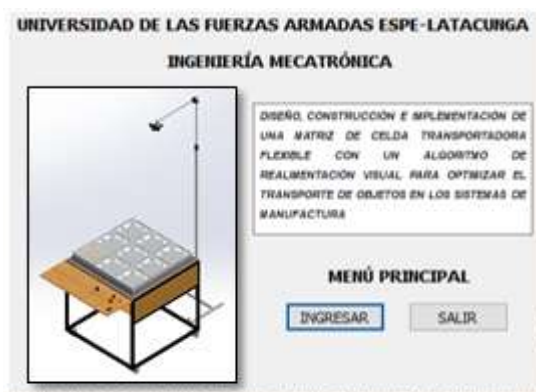 UNIVERSIDAD DE LAS FUERZAS ARMADAS ESPE-LATACUNGA
INGENIERÍA MECATRÓNICA
DISEÑO, CONSTRUCCIÓN E IMPLEMENTACIÓN DE
UNA MATRIZ DE CELDA TRANSPORTADORA
FLEXIBLE CON UN ALGORITMO DE
REALIMENTACIÓN VISUAL PARA OPTIMIZAR EL
TRANSPORTE DE OBJETOS EN LOS SISTEMAS DE
MANUFACTURA
MENÚ PRINCIPAL
INGRESAR
SALIR